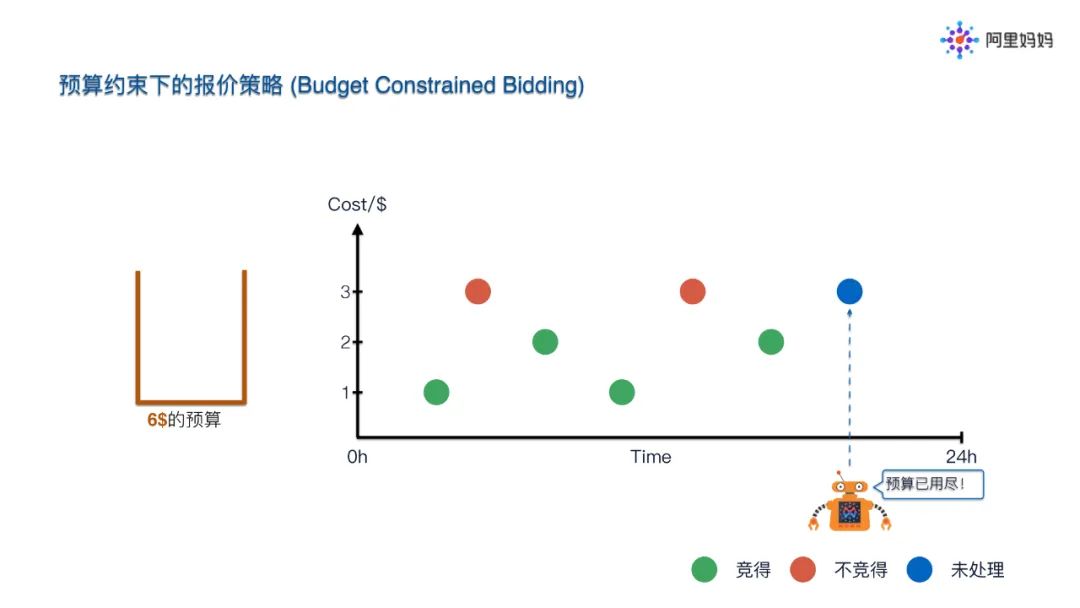 阿里妈妈
预算约束下的报价策略 (Budget Constrained Bidding)
Cost/$
3
2
1
6$的预算
0h
Time
24h
预算已用尽!
竞得
不竞得
未处理